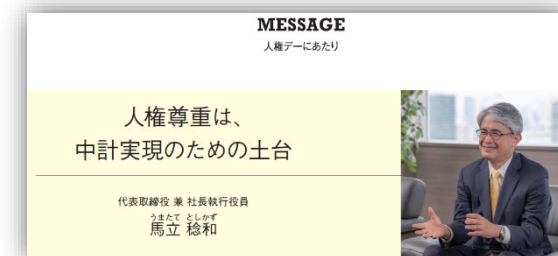 MESSAGE
人権デーにあたり
人権尊重は、
中計実現のための土台
代表取締役 兼 社長執行役員
うまたて としかず
馬立 稔和